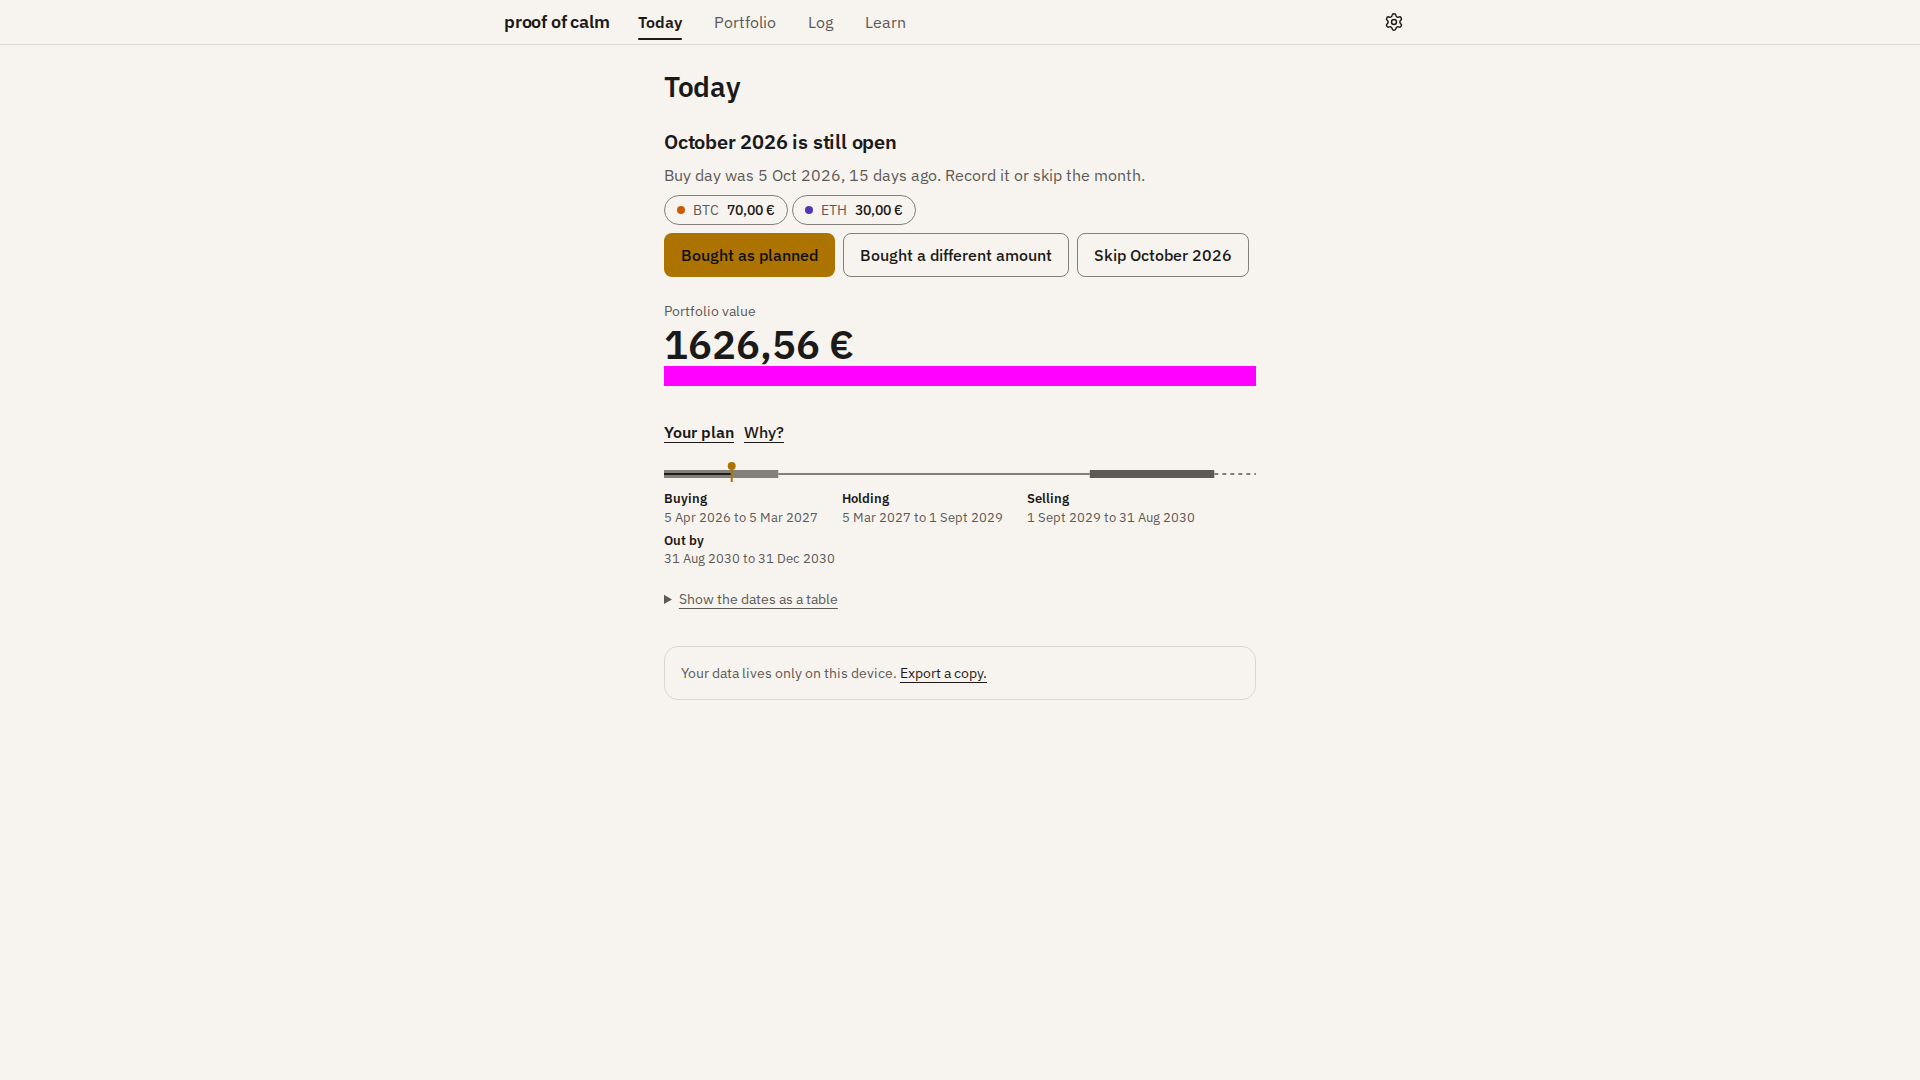 proof of calm Today Portfolio Log Learn
Today
October 2026 is still open
Buy day was 5 Oct 2026, 15 days ago. Record it or skip the month.
BTC 70,00 € ETH 30,00 €
Bought as planned Bought a different amount Skip October 2026
Portfolio value
1626,56 €
Your plan Why?
Buying Holding Selling
5 Apr 2026 to 5 Mar 2027 5 Mar 2027 to 1 Sept 2029 1 Sept 2029 to 31 Aug 2030
Out by
31 Aug 2030 to 31 Dec 2030
Show the dates as a table
Your data lives only on this device. Export a copy.